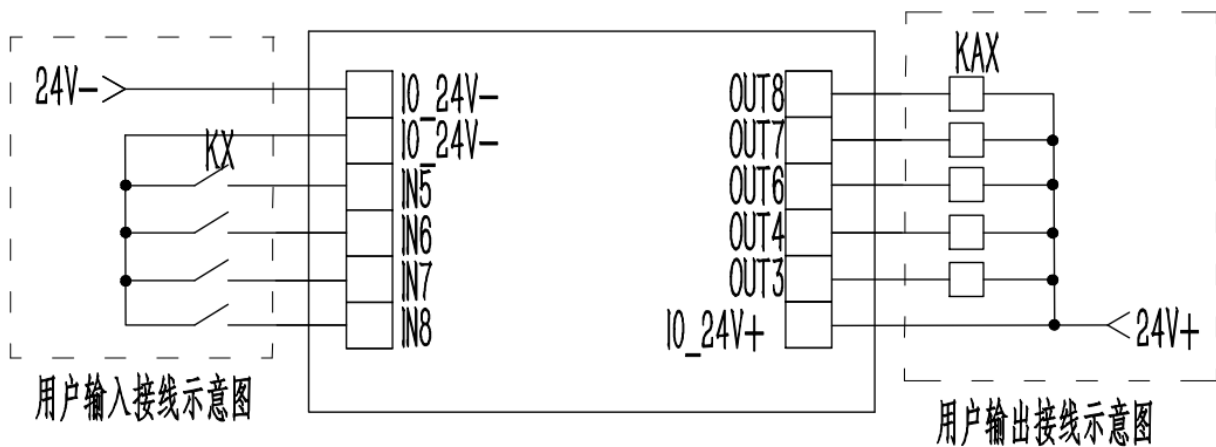 24V-
KX
IO_24V-
IO_24V-
IN5
IN6
IN7
IN8
用户输入接线示意图
OUT8
OUT7
OUT6
OUT4
OUT3
IO_24V+
KAX
24V+
用户输出接线示意图